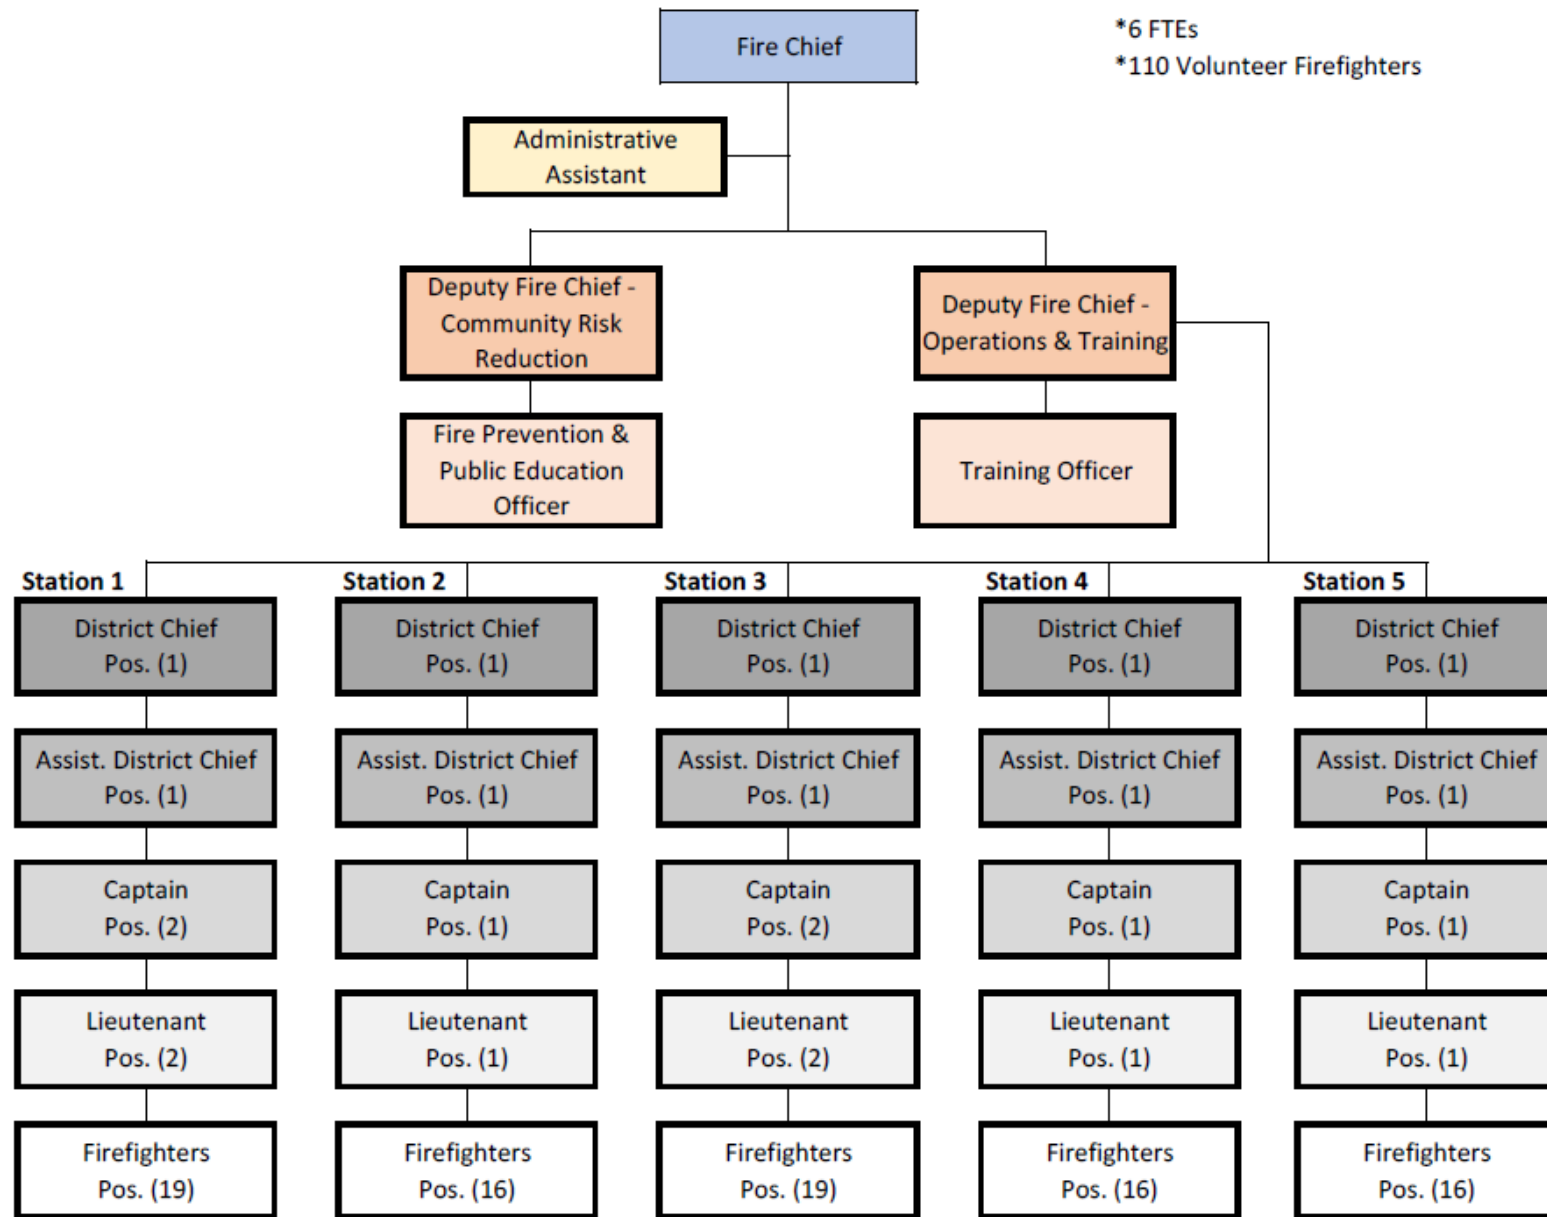 Fire Chief
*6 FTEs
*110 Volunteer Firefighters
Administrative
Assistant
Deputy Fire Chief -
Community Risk
Reduction
Deputy Fire Chief -
Operations & Training
Fire Prevention &
Public Education
Officer
Training Officer
Station 1
District Chief
Pos. (1)
Assist. District Chief
Pos. (1)
Captain
Pos. (2)
Lieutenant
Pos. (2)
Firefighters
Pos. (19)
Station 2
District Chief
Pos. (1)
Assist. District Chief
Pos. (1)
Captain
Pos. (1)
Lieutenant
Pos. (1)
Firefighters
Pos. (16)
Station 3
District Chief
Pos. (1)
Assist. District Chief
Pos. (1)
Captain
Pos. (2)
Lieutenant
Pos. (2)
Firefighters
Pos. (19)
Station 4
District Chief
Pos. (1)
Assist. District Chief
Pos. (1)
Captain
Pos. (1)
Lieutenant
Pos. (1)
Firefighters
Pos. (16)
Station 5
District Chief
Pos. (1)
Assist. District Chief
Pos. (1)
Captain
Pos. (1)
Lieutenant
Pos. (1)
Firefighters
Pos. (16)